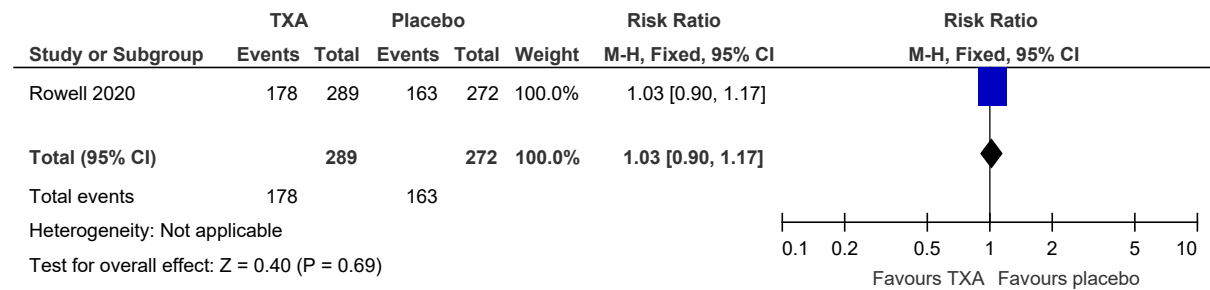 TXA Placebo Risk Ratio Risk Ratio
Study or Subgroup Events Total Events Total Weight M-H, Fixed, 95% CI M-H, Fixed, 95% CI
Rowell 2020 178 289 163 272 100.0% 1.03 [0.90, 1.17]
Total (95% CI) 289 272 100.0% 1.03 [0.90, 1.17]
Total events 178 163
Heterogeneity: Not applicable
Test for overall effect: Z = 0.40 (P = 0.69)
0.1 0.2 0.5 1 2 5 10
Favours TXA Favours placebo